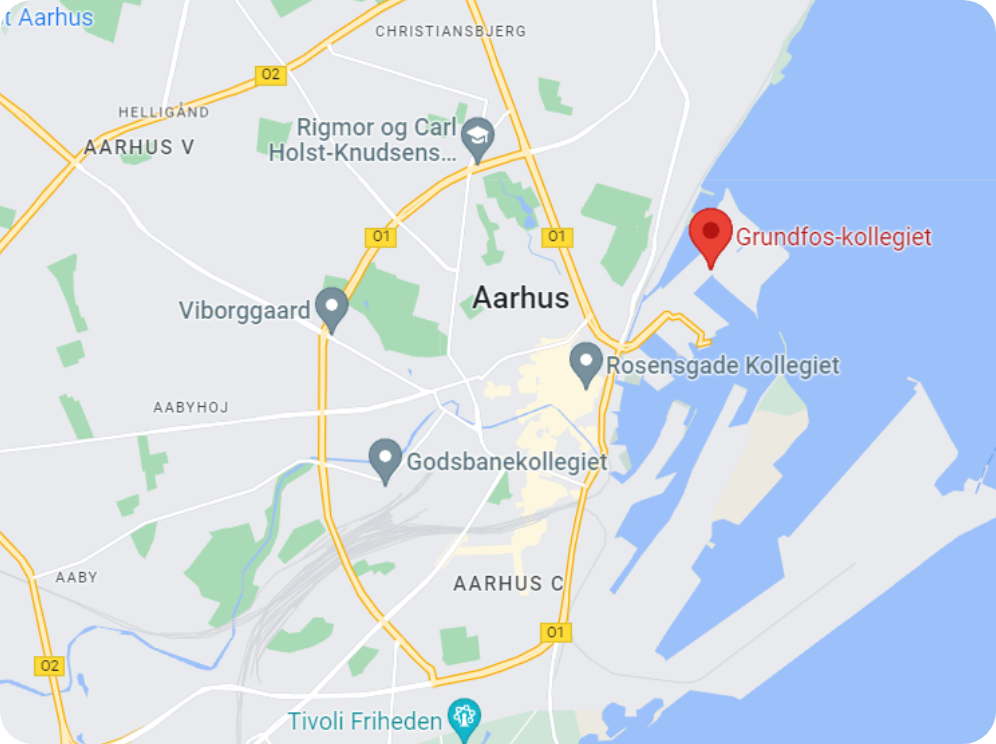 t Aarhus
CHRISTIANSBJERG
O2
HELLIGÅND
AARHUS V
Rigmor og Carl
Holst-Knudsens...
O1
O1
Grundfos-kollegiet
Viborggaard
Aarhus
Rosensgade Kollegiet
AABYHOJ
Godsbanekollegiet
AABY
AARHUS C
O1
O2
Tivoli Friheden